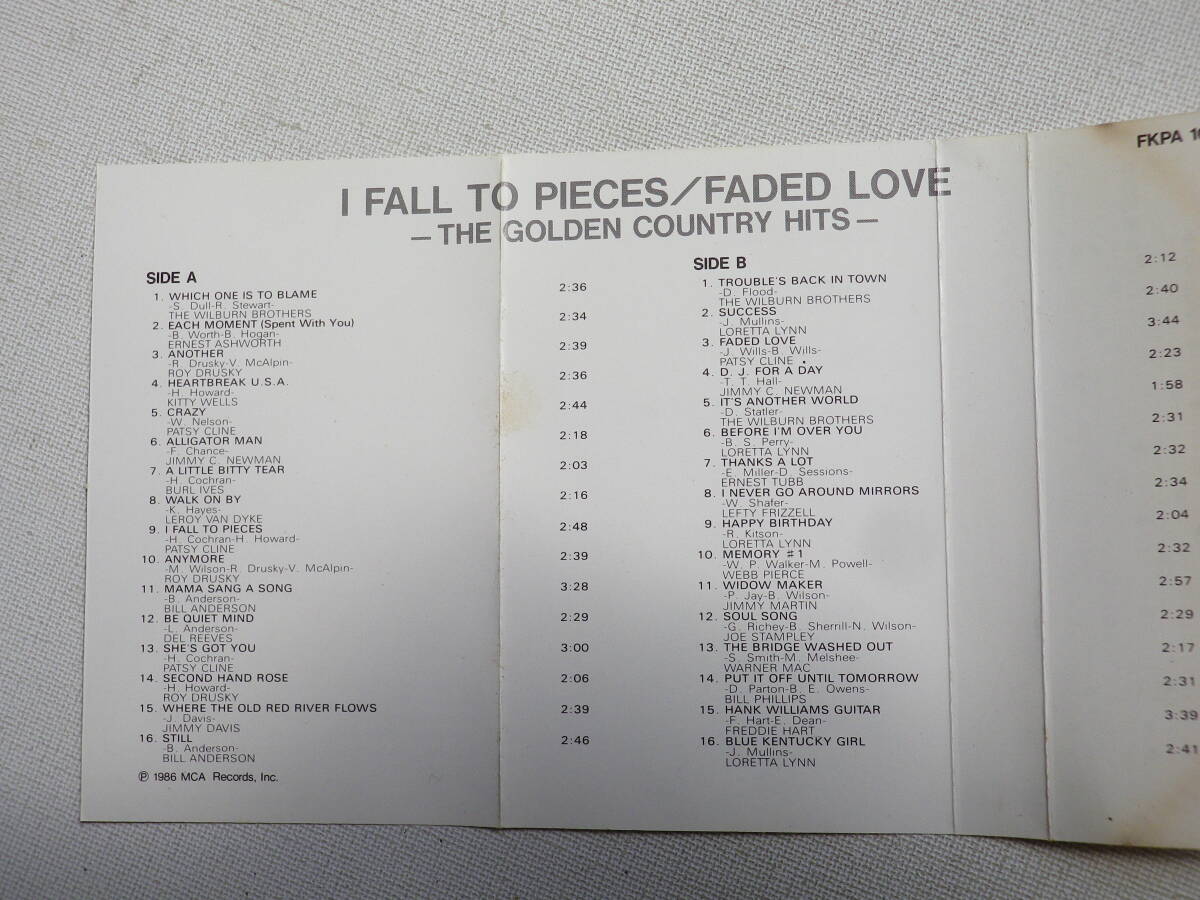 FKPA 10
I FALL TO PIECES/FADED LOVE
—THE GOLDEN COUNTRY HITS—
SIDE A
1. WHICH ONE IS TO BLAME 2:36
-S. Dull-R. Stewart-
THE WILBURN BROTHERS
2. EACH MOMENT (Spent With You) 2:34
-B. Worth-B. Hogan-
ERNEST ASHWORTH
3. ANOTHER 2:39
-R. Drusky-V. McAlpin-
ROY DRUSKY
4. HEARTBREAK U.S.A. 2:36
-H. Howard-
KITTY WELLS
5. CRAZY 2:44
-W. Nelson-
PATSY CLINE
6. ALLIGATOR MAN 2:18
-F. Chance-
JIMMY C. NEWMAN
7. A LITTLE BITTY TEAR 2:03
-H. Cochran-
BURL IVES
8. WALK ON BY 2:16
-K. Hayes-
LEROY VAN DYKE
9. I FALL TO PIECES 2:48
-H. Cochran-H. Howard-
PATSY CLINE
10. ANYMORE 2:39
-M. Wilson-R. Drusky-V. McAlpin-
ROY DRUSKY
11. MAMA SANG A SONG 3:28
-B. Anderson-
BILL ANDERSON
12. BE QUIET MIND 2:29
-L. Anderson-
DEL REEVES
13. SHE'S GOT YOU 3:00
-H. Cochran-
PATSY CLINE
14. SECOND HAND ROSE 2:06
-H. Howard-
ROY DRUSKY
15. WHERE THE OLD RED RIVER FLOWS 2:39
-J. Davis-
JIMMY DAVIS
16. STILL 2:46
-B. Anderson-
BILL ANDERSON
℗ 1986 MCA Records, Inc.
SIDE B
1. TROUBLE'S BACK IN TOWN 2:12
-D. Flood-
THE WILBURN BROTHERS
2. SUCCESS 2:40
-J. Mullins-
LORETTA LYNN
3. FADED LOVE 3:44
-J. Wills-B. Wills-
PATSY CLINE
4. D. J. FOR A DAY 2:23
-T. T. Hall-
JIMMY C. NEWMAN
5. IT'S ANOTHER WORLD 1:58
-D. Statler-
THE WILBURN BROTHERS
6. BEFORE I'M OVER YOU 2:31
-B. S. Perry-
LORETTA LYNN
7. THANKS A LOT 2:32
-E. Miller-D. Sessions-
ERNEST TUBB
8. I NEVER GO AROUND MIRRORS 2:34
-W. Shafer-
LEFTY FRIZZELL
9. HAPPY BIRTHDAY 2:04
-R. Kitson-
LORETTA LYNN
10. MEMORY #1 2:32
-W. P. Walker-M. Powell-
WEBB PIERCE
11. WIDOW MAKER 2:57
-P. Jay-B. Wilson-
JIMMY MARTIN
12. SOUL SONG 2:29
-G. Richey-B. Sherrill-N. Wilson-
JOE STAMPLEY
13. THE BRIDGE WASHED OUT 2:17
-S. Smith-M. Melshee-
WARNER MAC
14. PUT IT OFF UNTIL TOMORROW 2:31
-D. Parton-B. E. Owens-
BILL PHILLIPS
15. HANK WILLIAMS GUITAR 3:39
-F. Hart-E. Dean-
FREDDIE HART
16. BLUE KENTUCKY GIRL 2:41
-J. Mullins-
LORETTA LYNN